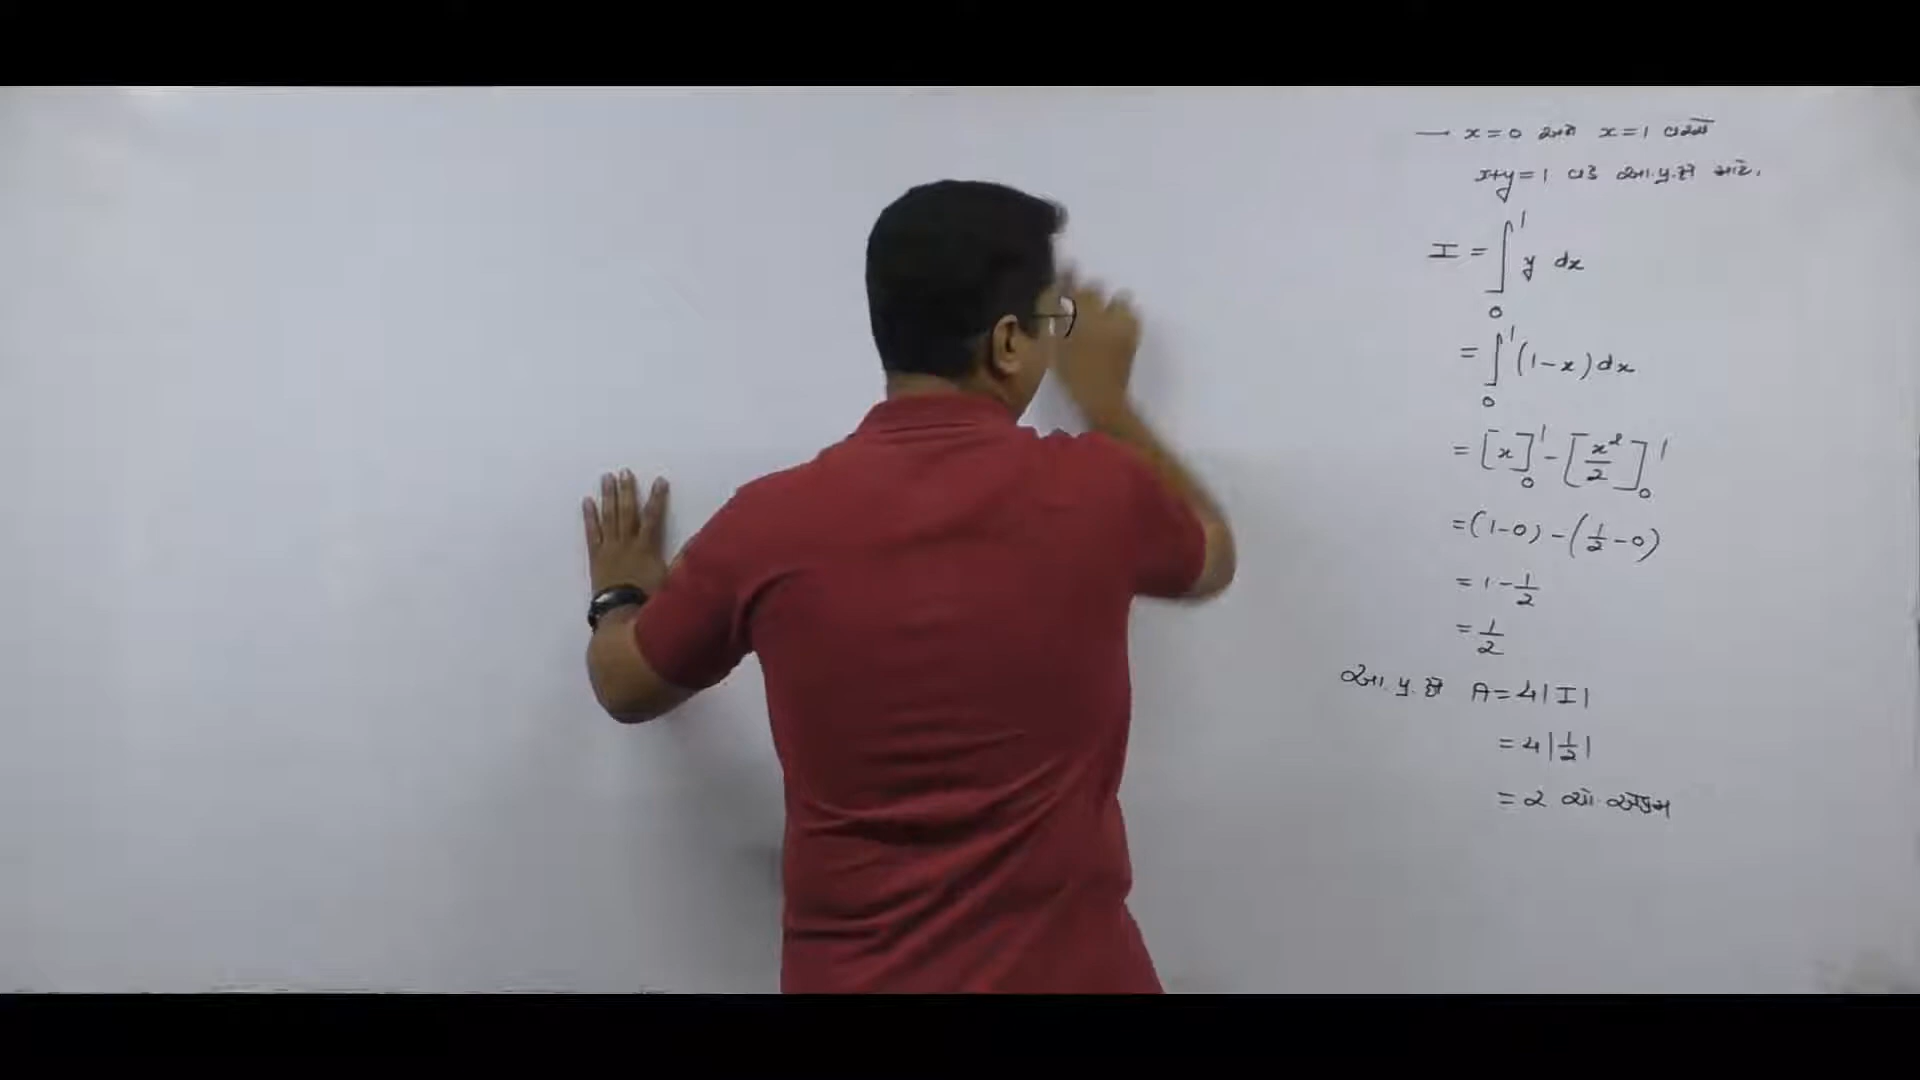 — x = 0 અને x = 1 વચ્ચે
x+y = 1 વડે આ.પ્ર.ક્ષે માટે,
I = ∫₀¹ y dx
= ∫₀¹ (1-x) dx
= [x]₀¹ - [x²/2]₀¹
= (1-0) - (1/2 - 0)
= 1 - 1/2
= 1/2
આ.પ્ર.ક્ષે A = 4|I|
= 4|1/2|
= 2 ચો. એકમ